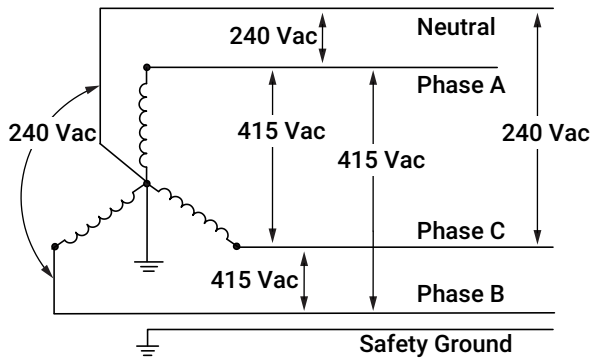 Neutral
240 Vac
Phase A
240 Vac
415 Vac
240 Vac
415 Vac
Phase C
415 Vac
Phase B
Safety Ground